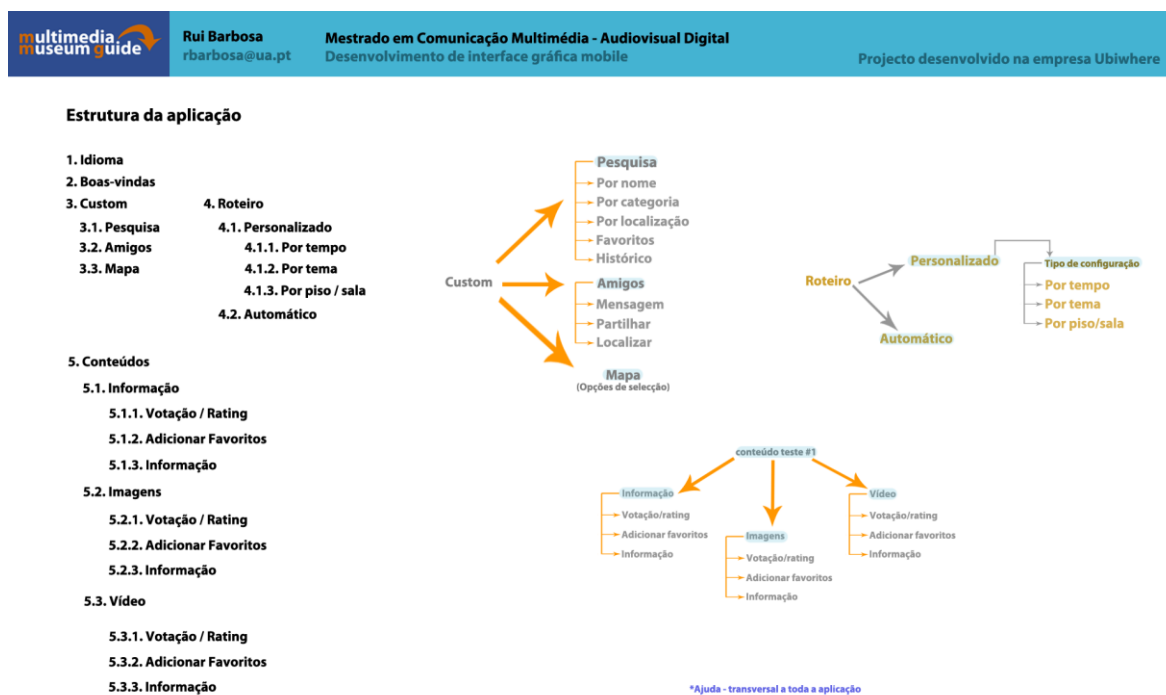 multimedia
museum guide
Rui Barbosa
rbarbosa@ua.pt
Mestrado em Comunicação Multimédia - Audiovisual Digital
Desenvolvimento de interface gráfica mobile
Projecto desenvolvido na empresa Ubiwhere
Estrutura da aplicação
1. Idioma
2. Boas-vindas
3. Custom
3.1. Pesquisa
3.2. Amigos
3.3. Mapa
4. Roteiro
4.1. Personalizado
4.1.1. Por tempo
4.1.2. Por tema
4.1.3. Por piso / sala
4.2. Automático
5. Conteúdos
5.1. Informação
5.1.1. Votação / Rating
5.1.2. Adicionar Favoritos
5.1.3. Informação
5.2. Imagens
5.2.1. Votação / Rating
5.2.2. Adicionar Favoritos
5.2.3. Informação
5.3. Vídeo
5.3.1. Votação / Rating
5.3.2. Adicionar Favoritos
5.3.3. Informação
Custom
Pesquisa
Por nome
Por categoria
Por localização
Favoritos
Histórico
Amigos
Mensagem
Partilhar
Localizar
Mapa
(Opções de selecção)
Roteiro
Personalizado
Automático
Tipo de configuração
Por tempo
Por tema
Por piso/sala
conteúdo teste #1
Informação
Votação/rating
Adicionar favoritos
Informação
Imagens
Votação/rating
Adicionar favoritos
Informação
Vídeo
Votação/rating
Adicionar favoritos
Informação
*Ajuda - transversal a toda a aplicação